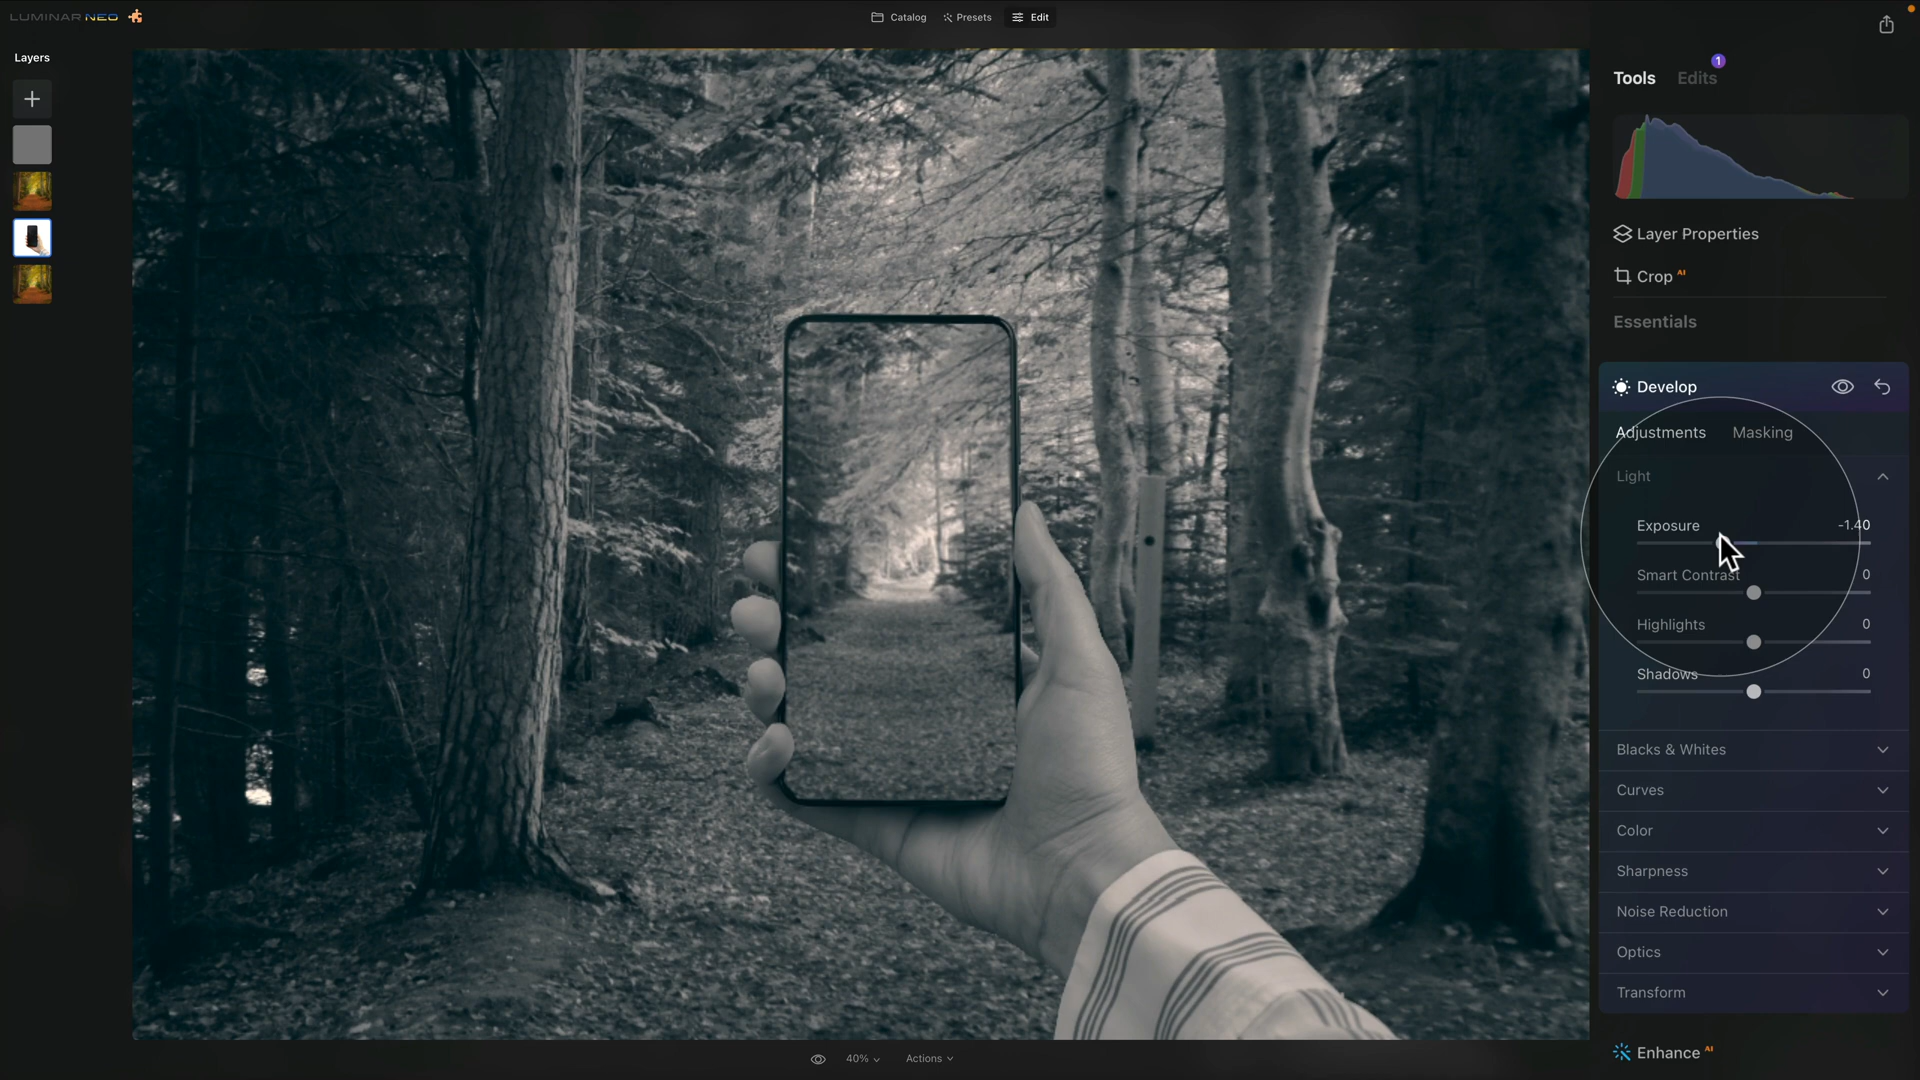 LUMINAR NEO
Catalog
Presets
Edit
Layers
Tools
Edits
1
Layer Properties
Crop AI
Essentials
Develop
Adjustments
Masking
Light
Exposure
-1.40
Smart Contrast
0
Highlights
0
Shadows
0
Blacks & Whites
Curves
Color
Sharpness
Noise Reduction
Optics
Transform
Enhance AI
40%
Actions